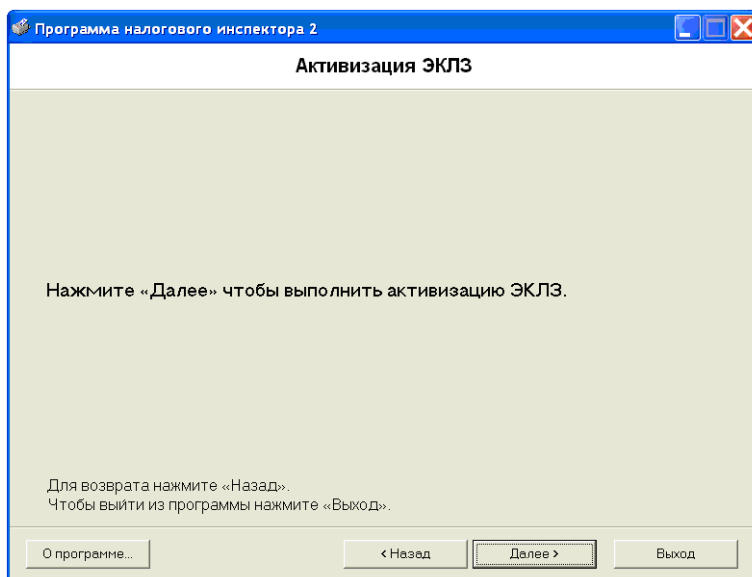 Программа налогового инспектора 2
Активизация ЭКЛЗ
Нажмите «Далее» чтобы выполнить активизацию ЭКЛЗ.
Для возврата нажмите «Назад».
Чтобы выйти из программы нажмите «Выход».
О программе... < Назад Далее > Выход